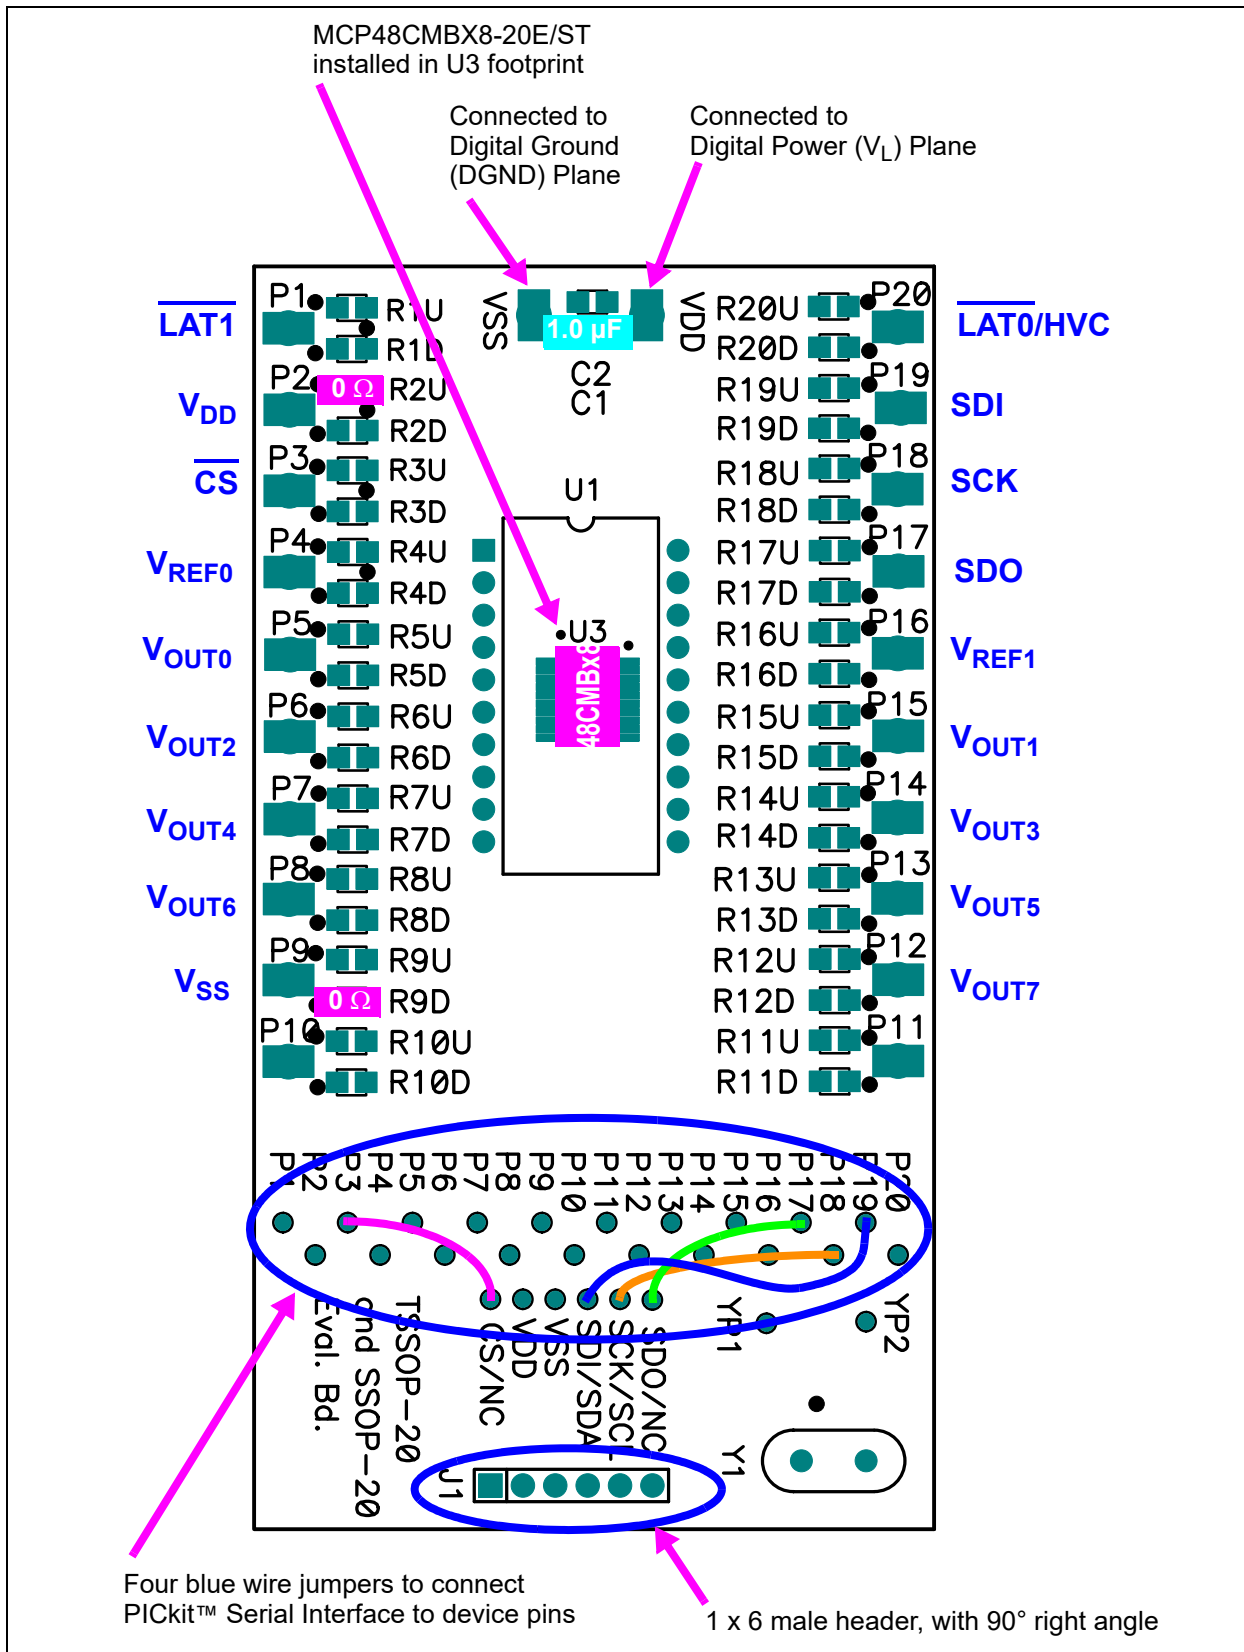 MCP48CMBX8-20E/ST
installed in U3 footprint
Connected to
Digital Ground
(DGND) Plane
Connected to
Digital Power (VL) Plane
P1
R1U
R1D
VSS
1.0 µF
VDD
C2
C1
R20U
R20D
P20
LAT1
LAT0/HVC
P2
0 Ω
R2U
R2D
R19U
R19D
P19
VDD
SDI
P3
R3U
R3D
R18U
R18D
P18
CS
SCK
U1
P4
R4U
R4D
R17U
R17D
P17
VREF0
SDO
P5
R5U
R5D
U3
48CMBx8
R16U
R16D
P16
VOUT0
VREF1
P6
R6U
R6D
R15U
R15D
P15
VOUT2
VOUT1
P7
R7U
R7D
R14U
R14D
P14
VOUT4
VOUT3
P8
R8U
R8D
R13U
R13D
P13
VOUT6
VOUT5
P9
R9U
0 Ω
R9D
R12U
R12D
P12
VSS
VOUT7
P10
R10U
R10D
R11U
R11D
P11
P1
P2
P3
P4
P5
P6
P7
P8
P9
P10
P11
P12
P13
P14
P15
P16
P17
P18
P19
P20
TSSOP-20
and SSOP-20
Eval. Bd.
CS/NC
VDD
VSS
SDI/SDA
SCK/SCL
SDO/NC
YP1
YP2
J1
Y1
Four blue wire jumpers to connect
PICkit™ Serial Interface to device pins
1 x 6 male header, with 90° right angle